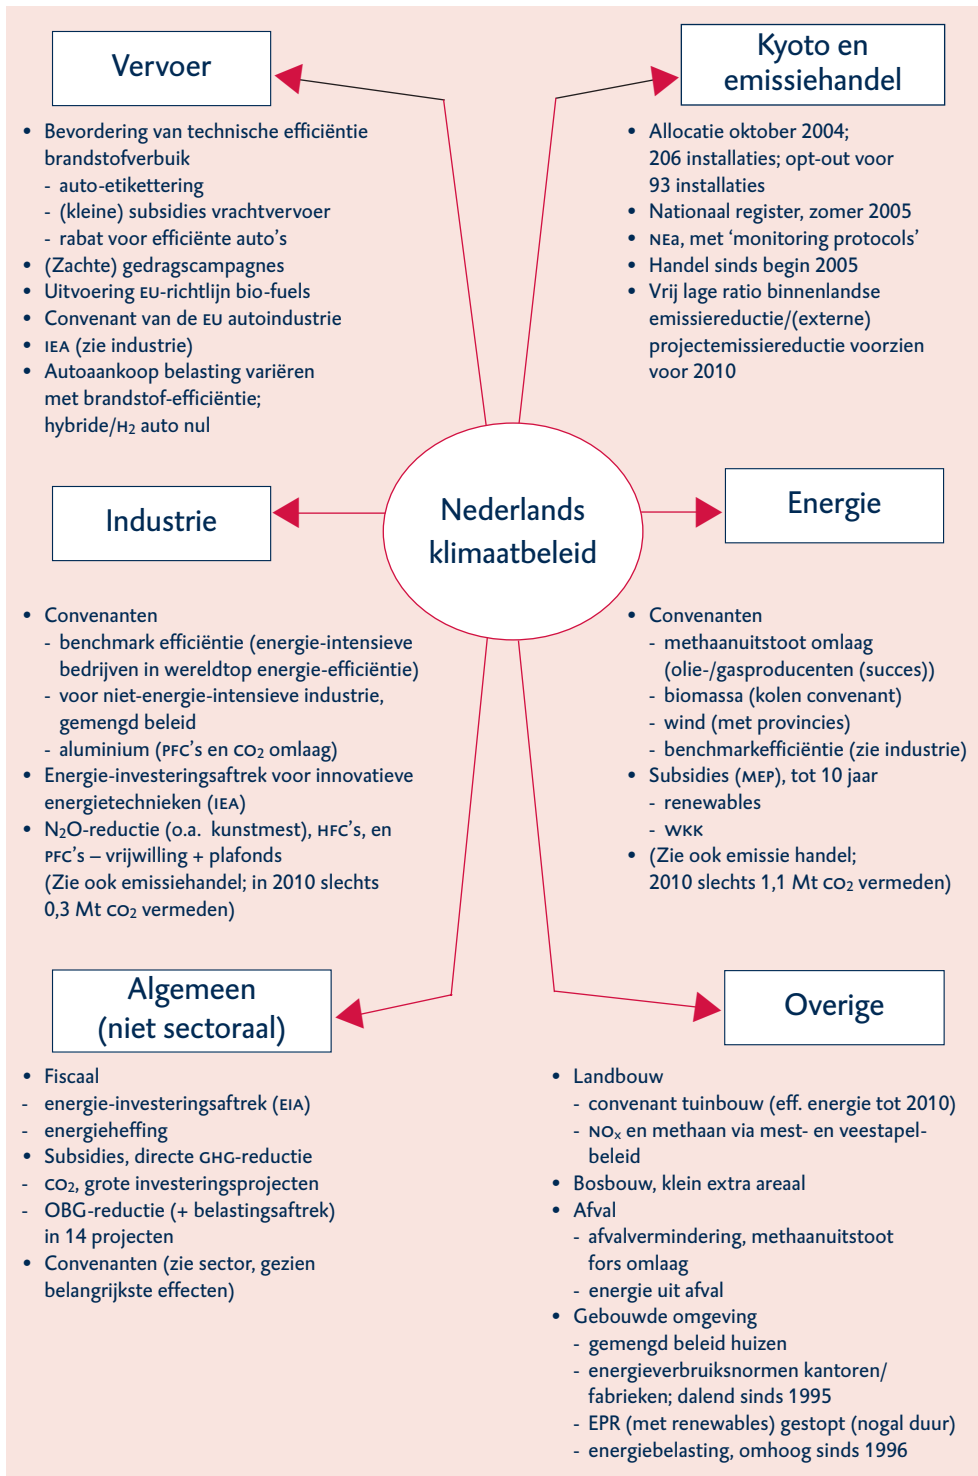 Vervoer
• Bevordering van technische efficiëntie
brandstofverbuik
- auto-etikettering
- (kleine) subsidies vrachtvervoer
- rabat voor efficiënte auto's
• (Zachte) gedragscampagnes
• Uitvoering EU-richtlijn bio-fuels
• Convenant van de EU autoindustrie
• IEA (zie industrie)
• Autoaankoop belasting variëren
met brandstof-efficiëntie;
hybride/H₂ auto nul
Kyoto en
emissiehandel
• Allocatie oktober 2004;
206 installaties; opt-out voor
93 installaties
• Nationaal register, zomer 2005
• NEa, met ‘monitoring protocols’
• Handel sinds begin 2005
• Vrij lage ratio binnenlandse
emissiereductie/(externe)
projectemissiereductie voorzien
voor 2010
Nederlands
klimaatbeleid
Industrie
• Convenanten
- benchmark efficiëntie (energie-intensieve
bedrijven in wereldtop energie-efficiëntie)
- voor niet-energie-intensieve industrie,
gemengd beleid
- aluminium (PFC's en CO₂ omlaag)
• Energie-investeringsaftrek voor innovatieve
energietechnieken (IEA)
• N₂O-reductie (o.a. kunstmest), HFC's, en
PFC's – vrijwilling + plafonds
(Zie ook emissiehandel; in 2010 slechts
0,3 Mt CO₂ vermeden)
Energie
• Convenanten
- methaanuitstoot omlaag
(olie-/gasproducenten (succes))
- biomassa (kolen convenant)
- wind (met provincies)
- benchmarkefficiëntie (zie industrie)
• Subsidies (MEP), tot 10 jaar
- renewables
- WKK
• (Zie ook emissie handel;
2010 slechts 1,1 Mt CO₂ vermeden)
Algemeen
(niet sectoraal)
• Fiscaal
- energie-investeringsaftrek (EIA)
- energieheffing
• Subsidies, directe GHG-reductie
- CO₂, grote investeringsprojecten
- OBG-reductie (+ belastingsaftrek)
in 14 projecten
• Convenanten (zie sector, gezien
belangrijkste effecten)
Overige
• Landbouw
- convenant tuinbouw (eff. energie tot 2010)
- NOₓ en methaan via mest- en veestapel-
beleid
• Bosbouw, klein extra areaal
• Afval
- afvalvermindering, methaanuitstoot
fors omlaag
- energie uit afval
• Gebouwde omgeving
- gemengd beleid huizen
- energieverbruiksnormen kantoren/
fabrieken; dalend sinds 1995
- EPR (met renewables) gestopt (nogal duur)
- energiebelasting, omhoog sinds 1996